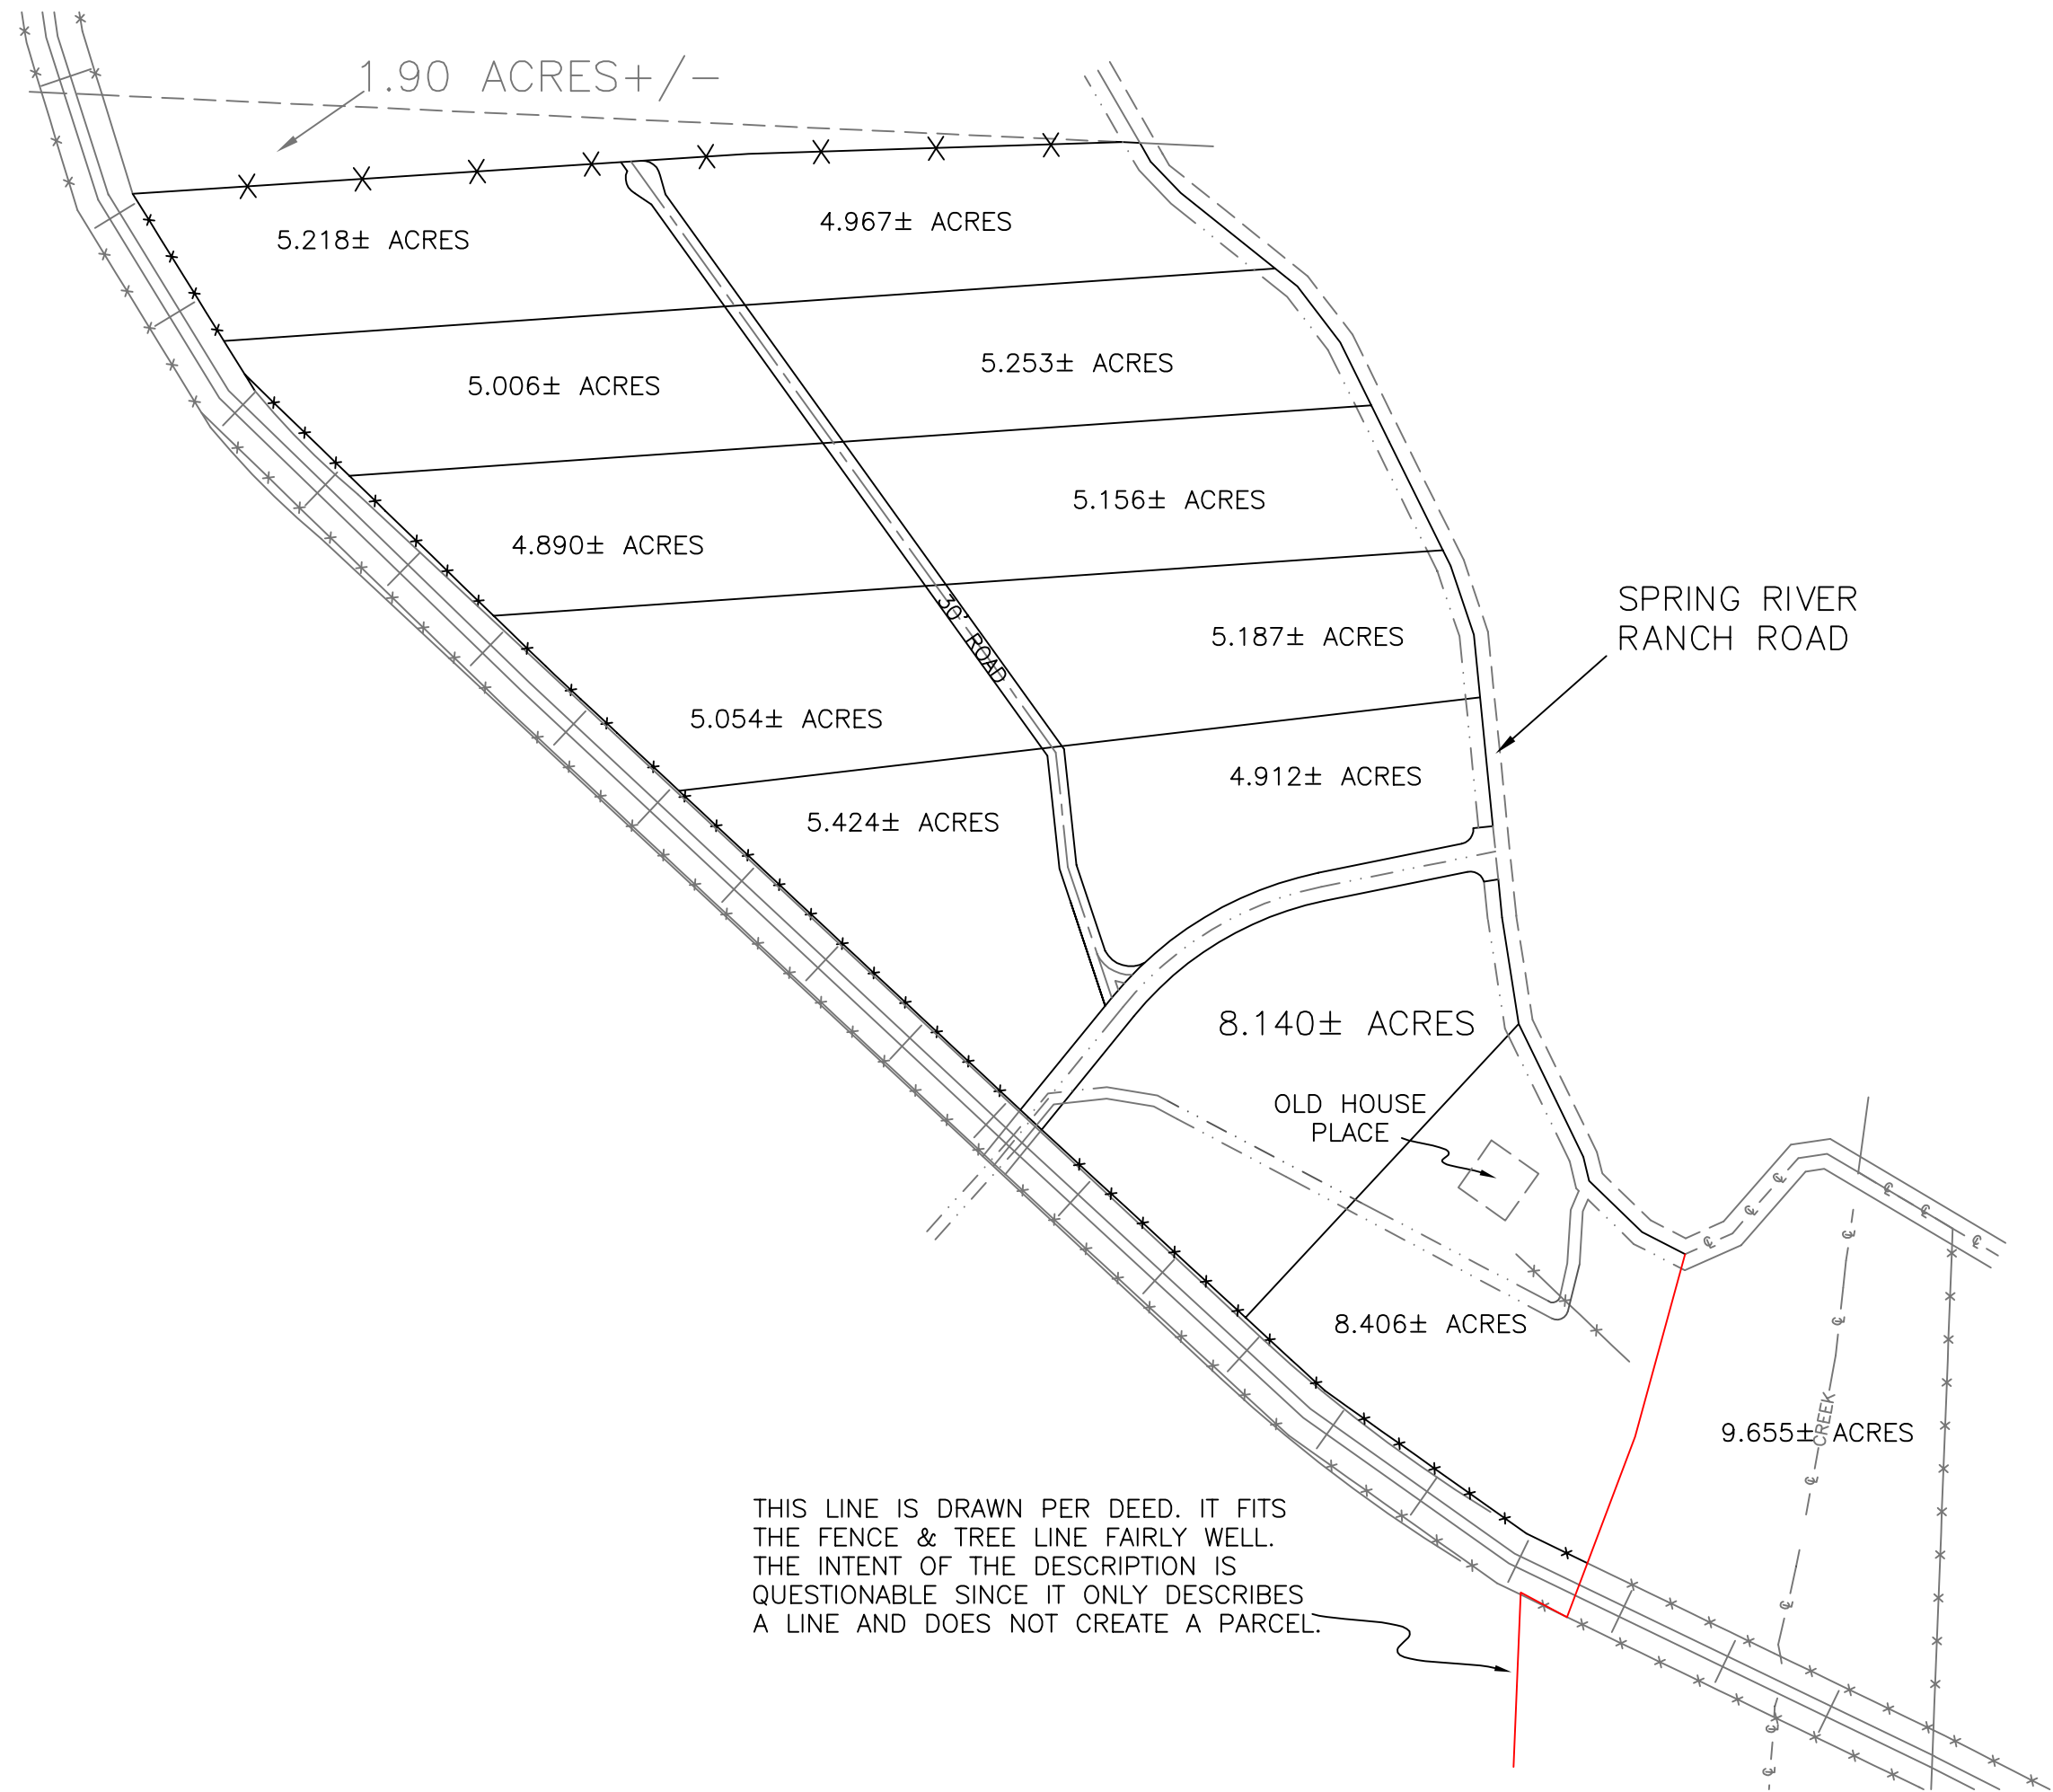 1.90 ACRES+/-
5.218± ACRES
4.967± ACRES
5.006± ACRES
5.253± ACRES
4.890± ACRES
5.156± ACRES
30' ROAD
SPRING RIVER
RANCH ROAD
5.187± ACRES
5.054± ACRES
4.912± ACRES
5.424± ACRES
8.140± ACRES
OLD HOUSE
PLACE
8.406± ACRES
CREEK
9.655± ACRES
THIS LINE IS DRAWN PER DEED. IT FITS
THE FENCE & TREE LINE FAIRLY WELL.
THE INTENT OF THE DESCRIPTION IS
QUESTIONABLE SINCE IT ONLY DESCRIBES
A LINE AND DOES NOT CREATE A PARCEL.